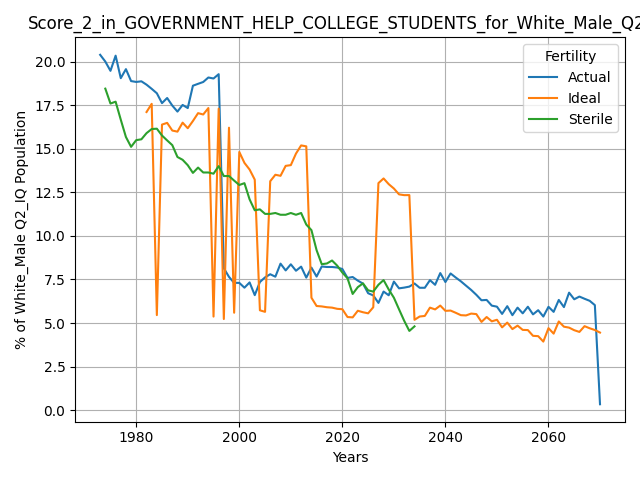 Score_2_in_GOVERNMENT_HELP_COLLEGE_STUDENTS_for_White_Male_Q2
Fertility
Actual
Ideal
Sterile
% of White_Male Q2_IQ Population
20.0
17.5
15.0
12.5
10.0
7.5
5.0
2.5
0.0
1980 2000 2020 2040 2060
Years